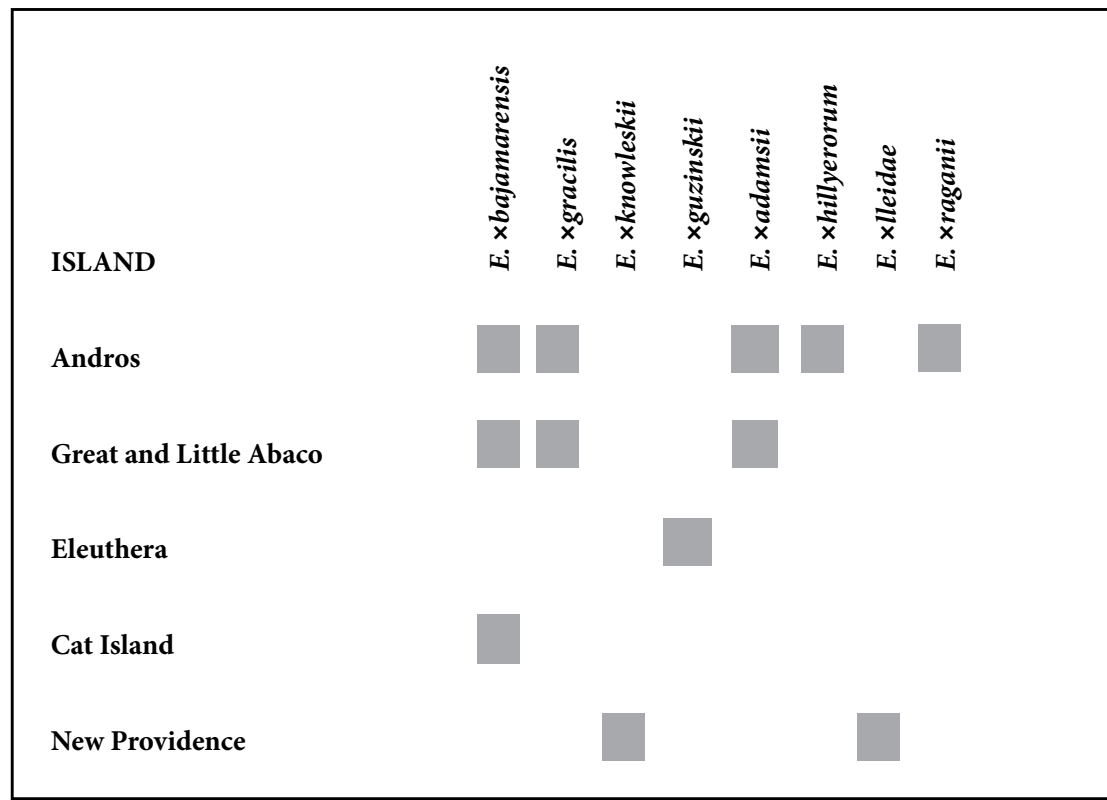 ISLAND
E. ×bajamarensis
E. ×gracilis
E. ×knowleskii
E. ×guzinskii
E. ×adamsii
E. ×hillyerorum
E. ×lleidae
E. ×raganii
Andros
Great and Little Abaco
Eleuthera
Cat Island
New Providence